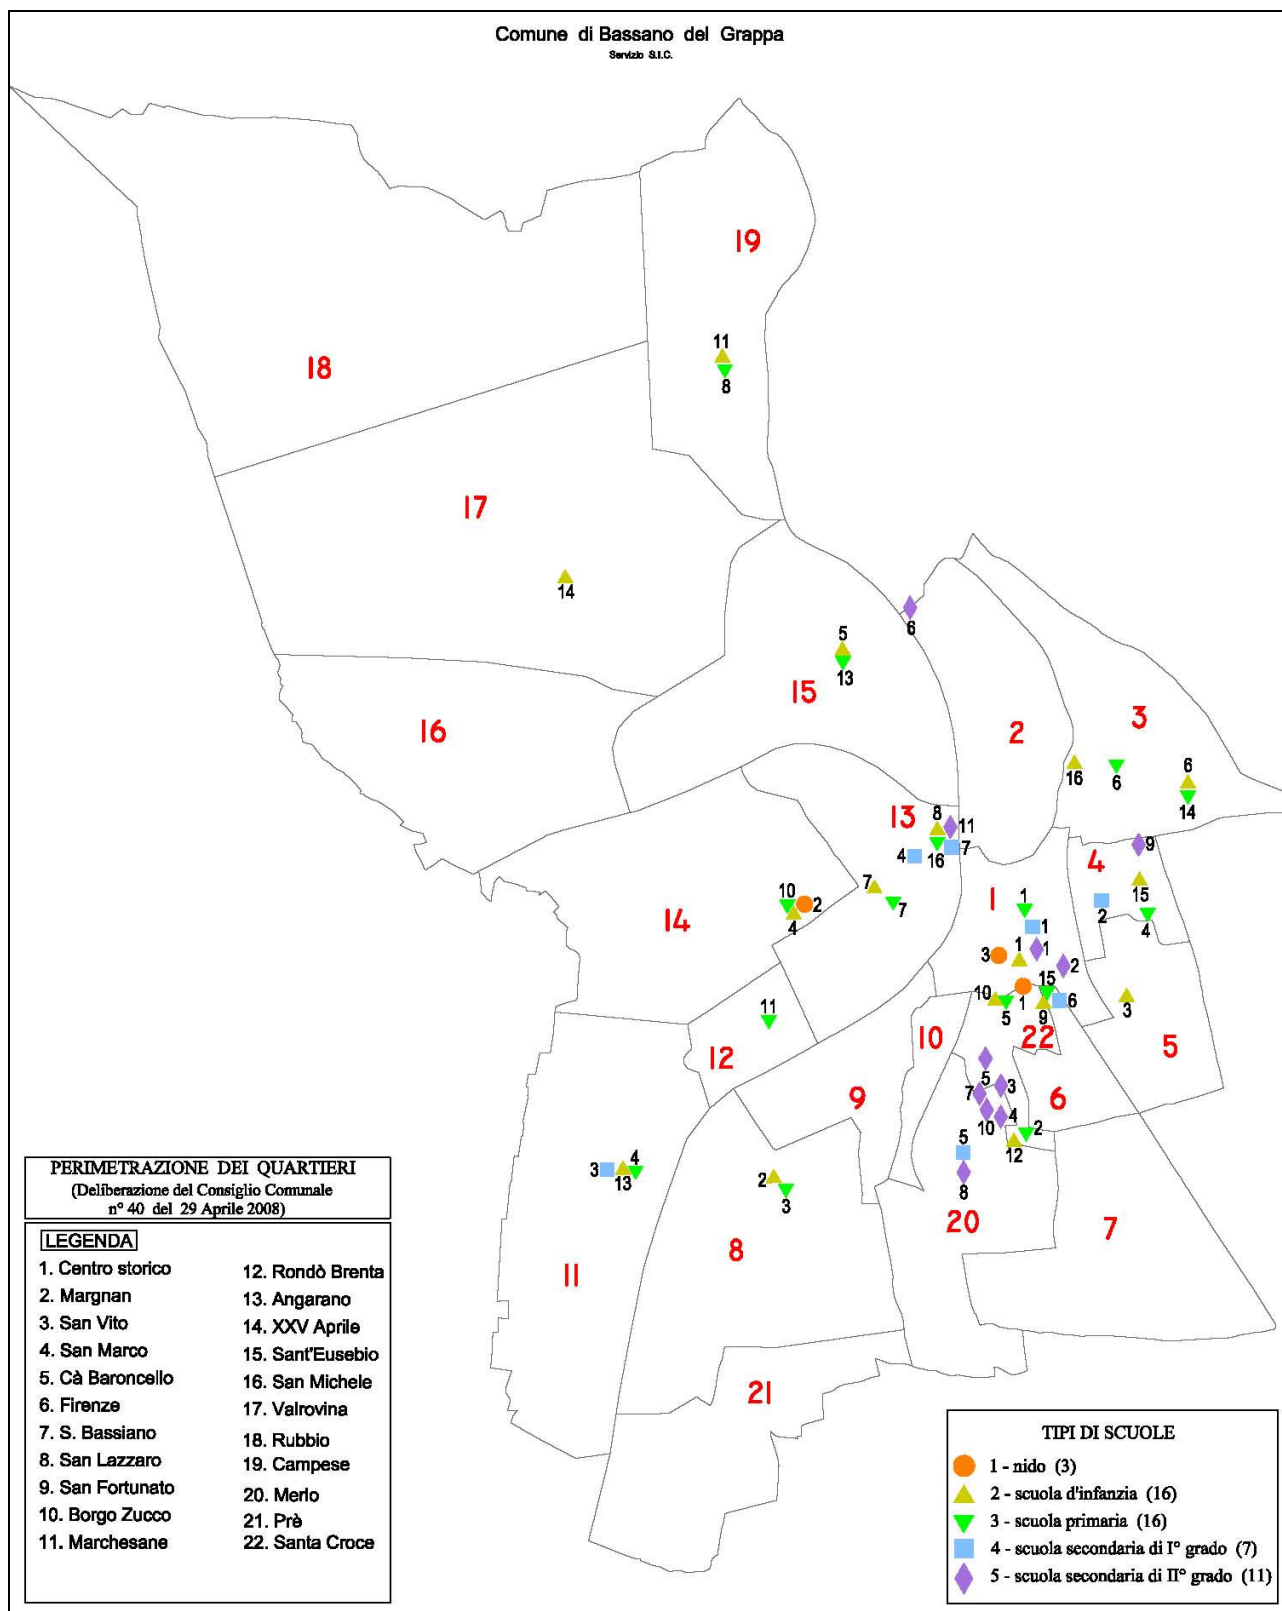 Comune di Bassano del Grappa
Servizio S.I.C.
19
11
8
18
17
14
6
5
13
15
16
2
3
16
6
6
14
13
8
11
16
7
4
4
9
15
2
4
7
7
10
2
4
14
1
1
1
3
1
1
2
10
5
1
15
9
6
3
5
11
12
10
22
5
3
7
10
4
6
9
2
12
5
8
20
7
3
13
4
2
3
8
11
21
PERIMETRAZIONE DEI QUARTIERI
(Deliberazione del Consiglio Comunale
n° 40 del 29 Aprile 2008)
LEGENDA
1. Centro storico
2. Margnan
3. San Vito
4. San Marco
5. Cà Baroncello
6. Firenze
7. S. Bassiano
8. San Lazzaro
9. San Fortunato
10. Borgo Zucco
11. Marchesane
12. Rondò Brenta
13. Angarano
14. XXV Aprile
15. Sant'Eusebio
16. San Michele
17. Valrovina
18. Rubbio
19. Campese
20. Merlo
21. Prè
22. Santa Croce
TIPI DI SCUOLE
1 - nido (3)
2 - scuola d'infanzia (16)
3 - scuola primaria (16)
4 - scuola secondaria di I° grado (7)
5 - scuola secondaria di II° grado (11)